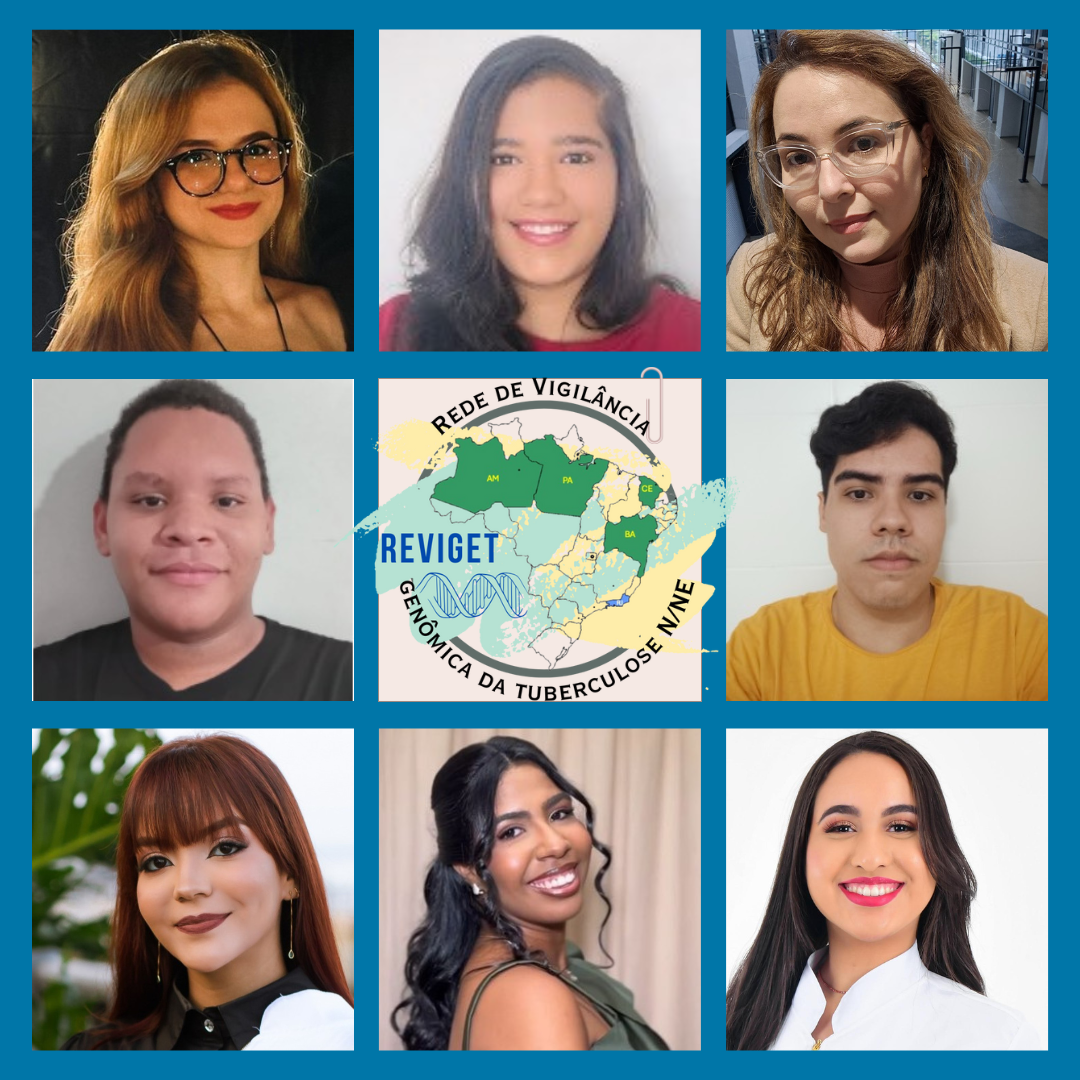 REDE DE VIGILÂNCIA
AM
PA
CE
BA
REVIGET
GENÔMICA DA TUBERCULOSE N/NE